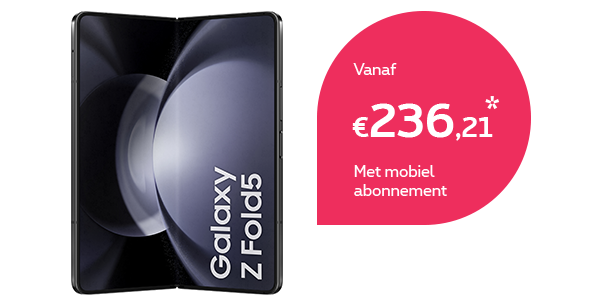 Galaxy
Z Fold5
Vanaf
€236,21*
Met mobiel
abonnement